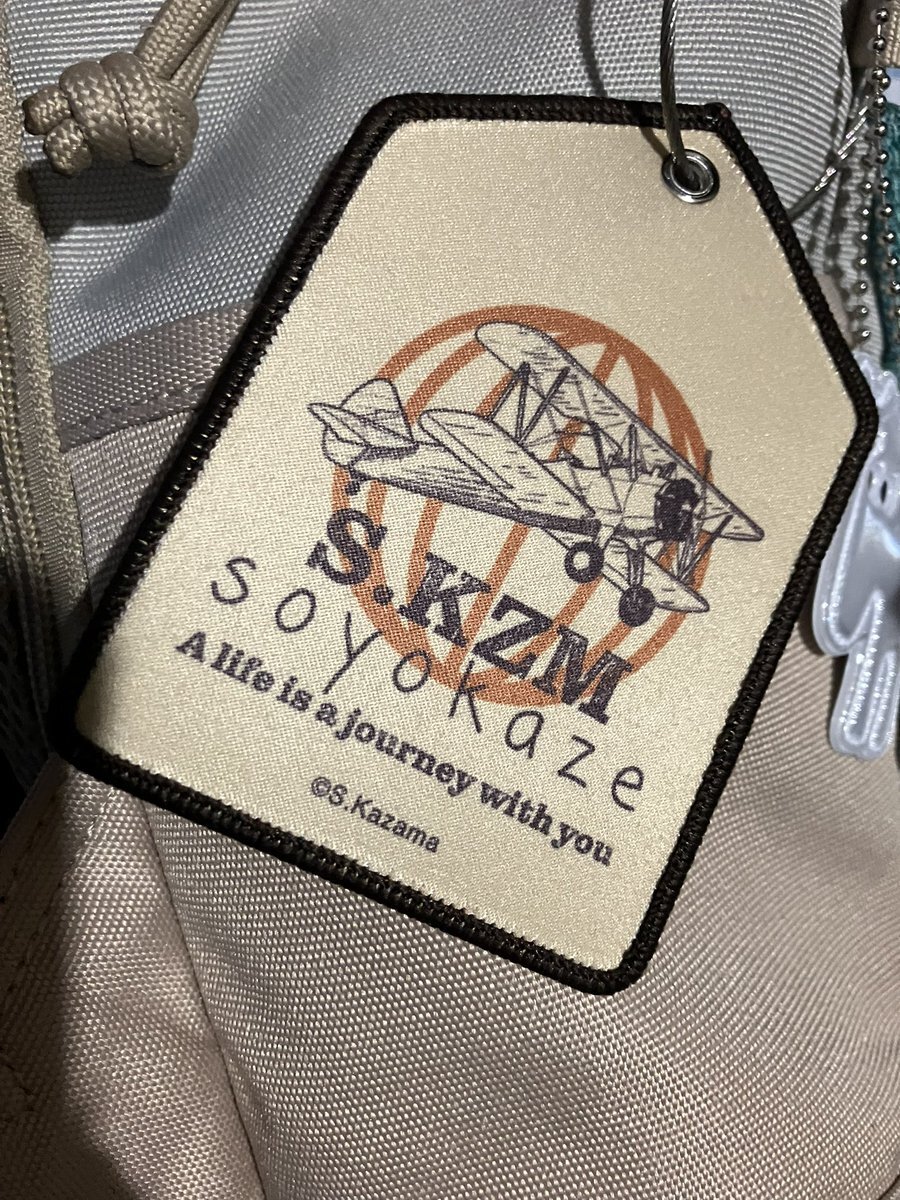 S.KZM
soyokaze
A life is a journey with you
©S.Kazama